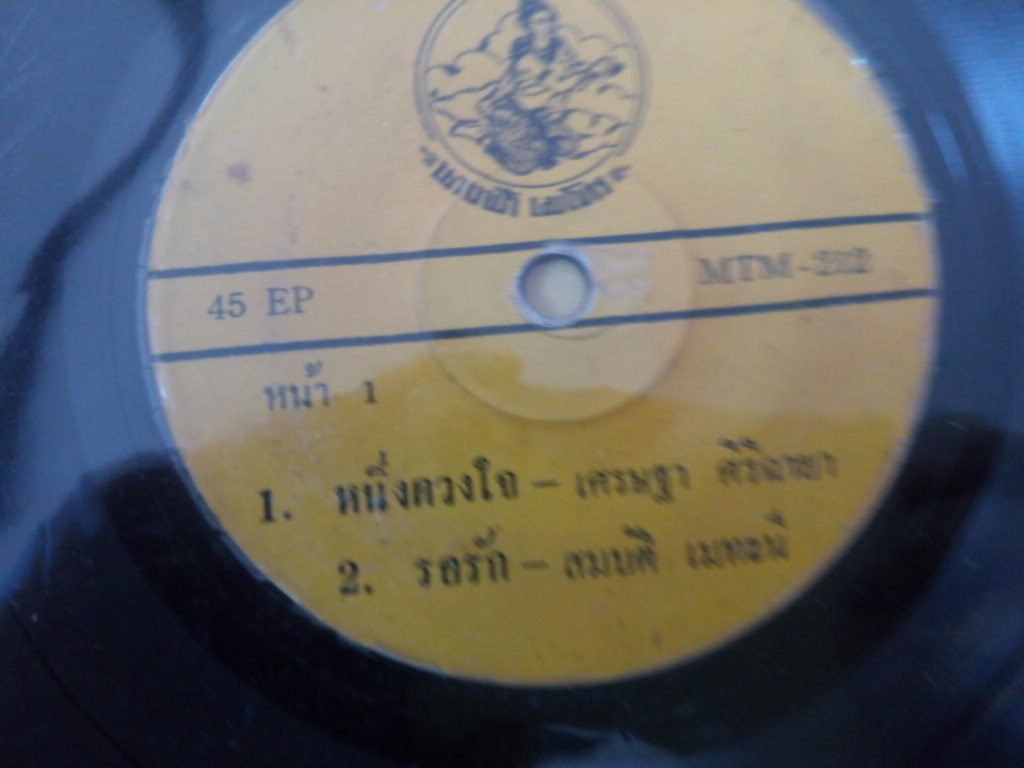 45 EP
หน้า 1
1. หนึ่งดวงใจ – เศรษฐา ศิริฉายา
2. รอรัก – สมบัติ เมทะนี